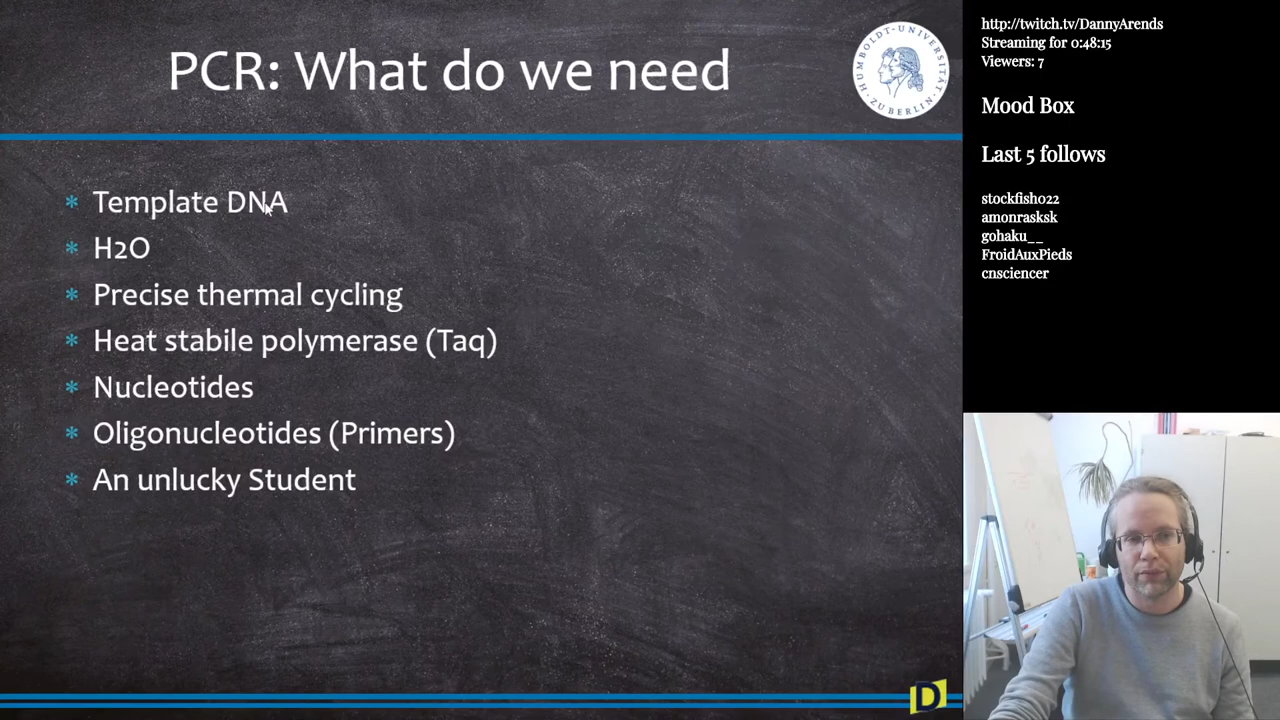 PCR: What do we need
HUMBOLDT-UNIVERSITÄT
ZU BERLIN
* Template DNA
* H2O
* Precise thermal cycling
* Heat stabile polymerase (Taq)
* Nucleotides
* Oligonucleotides (Primers)
* An unlucky Student
D
http://twitch.tv/DannyArends
Streaming for 0:48:15
Viewers: 7
Mood Box
Last 5 follows
stockfish022
amonrasksk
gohaku__
FroidAuxPieds
cnsciencer